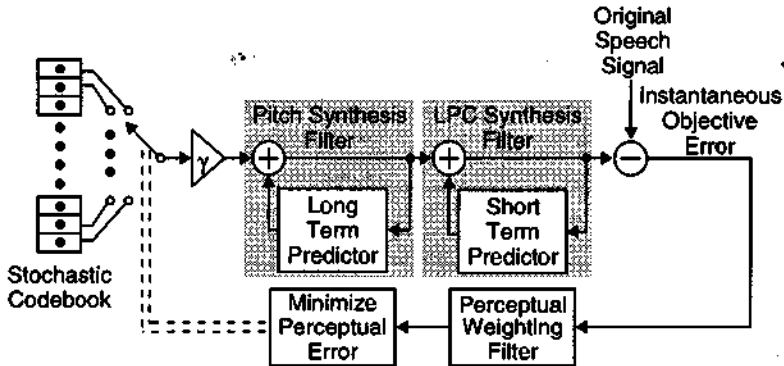 Original
Speech
Signal
Instantaneous
Objective
Error
Pitch Synthesis
Filter
LPC Synthesis
Filter
γ
Long
Term
Predictor
Short
Term
Predictor
Stochastic
Codebook
Minimize
Perceptual
Error
Perceptual
Weighting
Filter